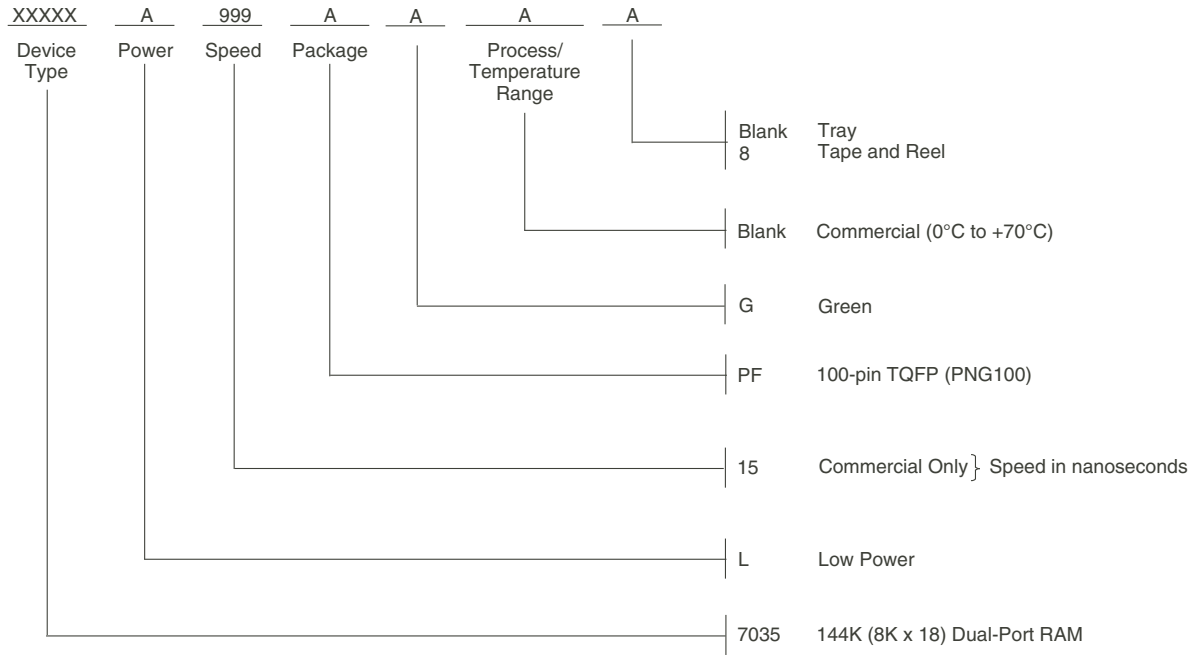 XXXXX A 999 A A A A
Device Type Power Speed Package Process/ Temperature Range
Blank Tray
8 Tape and Reel
Blank Commercial (0°C to +70°C)
G Green
PF 100-pin TQFP (PNG100)
15 Commercial Only } Speed in nanoseconds
L Low Power
7035 144K (8K x 18) Dual-Port RAM